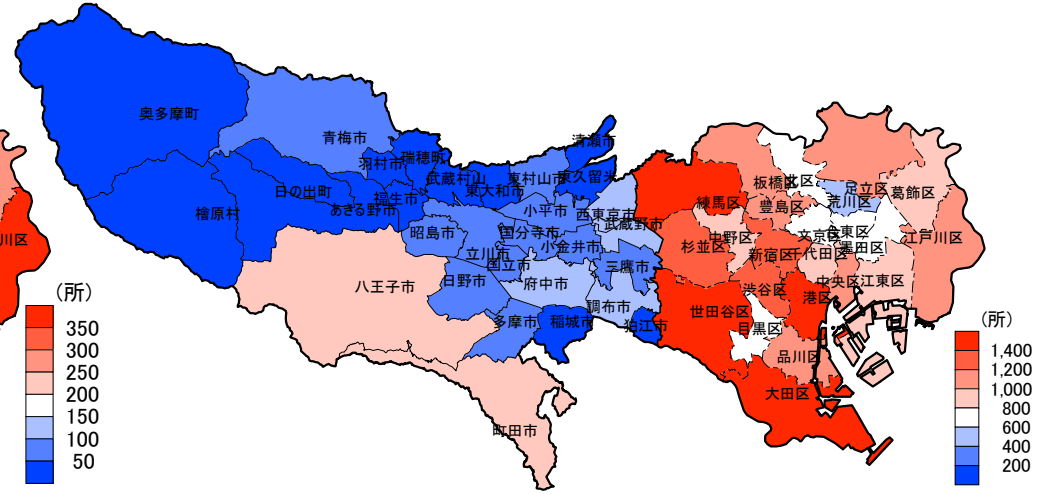 奥多摩町
青梅市
羽村市
瑞穂町
武蔵村山
東大和市
東村山市
清瀬市
東久留米
日の出町
福生市
あきる野市
檜原村
昭島市
立川市
国分寺市
小平市
西東京市
武蔵野市
小金井市
国立市
三鷹市
八王子市
日野市
府中市
調布市
多摩市
稲城市
狛江市
町田市
練馬区
板橋区
北区
足立区
葛飾区
豊島区
荒川区
杉並区
中野区
新宿区
文京区
台東区
墨田区
千代田区
江戸川区
渋谷区
港区
中央区
江東区
世田谷区
目黒区
品川区
大田区
川区
(所)
350
300
250
200
150
100
50
(所)
1,400
1,200
1,000
800
600
400
200